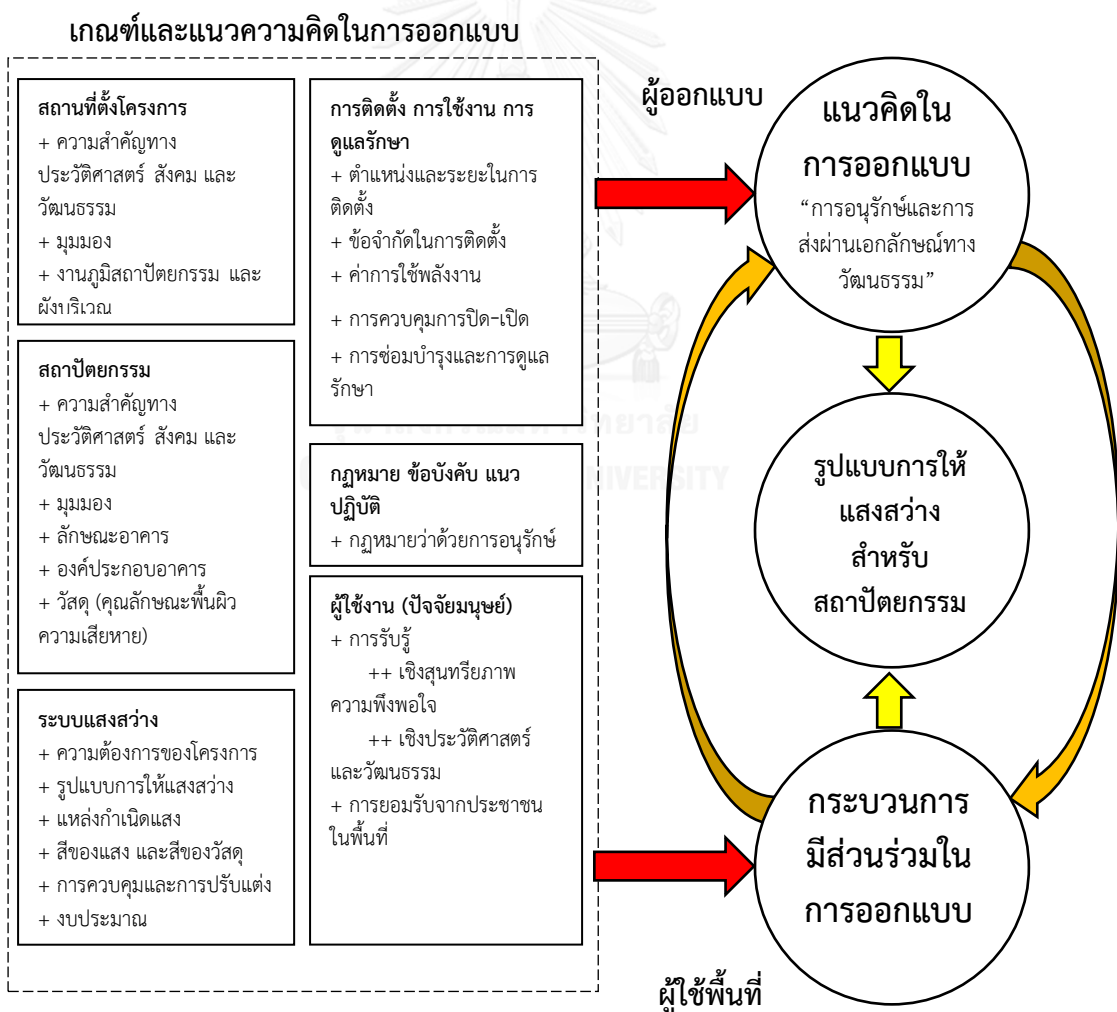 เกณฑ์และแนวความคิดในการออกแบบ
สถานที่ตั้งโครงการ
+ ความสำคัญทาง
ประวัติศาสตร์ สังคม และ
วัฒนธรรม
+ มุมมอง
+ งานภูมิสถาปัตยกรรม และ
ผังบริเวณ
สถาปัตยกรรม
+ ความสำคัญทาง
ประวัติศาสตร์ สังคม และ
วัฒนธรรม
+ มุมมอง
+ ลักษณะอาคาร
+ องค์ประกอบอาคาร
+ วัสดุ (คุณลักษณะพื้นผิว
ความเสียหาย)
ระบบแสงสว่าง
+ ความต้องการของโครงการ
+ รูปแบบการให้แสงสว่าง
+ แหล่งกำเนิดแสง
+ สีของแสง และสีของวัสดุ
+ การควบคุมและการปรับแต่ง
+ งบประมาณ
การติดตั้ง การใช้งาน การ
ดูแลรักษา
+ ตำแหน่งและระยะในการ
ติดตั้ง
+ ข้อจำกัดในการติดตั้ง
+ ค่าการใช้พลังงาน
+ การควบคุมการปิด-เปิด
+ การซ่อมบำรุงและการดูแล
รักษา
กฎหมาย ข้อบังคับ แนว
ปฏิบัติ
+ กฎหมายว่าด้วยการอนุรักษ์
ผู้ใช้งาน (ปัจจัยมนุษย์)
+ การรับรู้
++ เชิงสุนทรียภาพ
ความพึงพอใจ
++ เชิงประวัติศาสตร์
และวัฒนธรรม
+ การยอมรับจากประชาชน
ในพื้นที่
ผู้ออกแบบ
แนวคิดใน
การออกแบบ
“การอนุรักษ์และการ
ส่งผ่านเอกลักษณ์ทาง
วัฒนธรรม”
รูปแบบการให้
แสงสว่าง
สำหรับ
สถาปัตยกรรม
กระบวนการ
มีส่วนร่วมใน
การออกแบบ
ผู้ใช้พื้นที่